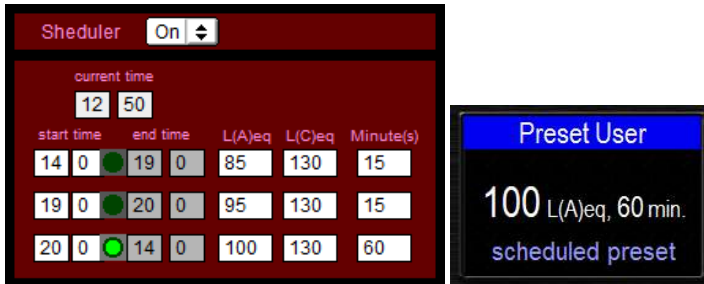 Sheduler On
current time
12 50
start time end time L(A)eq L(C)eq Minute(s)
14 0 19 0 85 130 15
19 0 20 0 95 130 15
20 0 14 0 100 130 60
Preset User
100 L(A)eq, 60 min.
scheduled preset